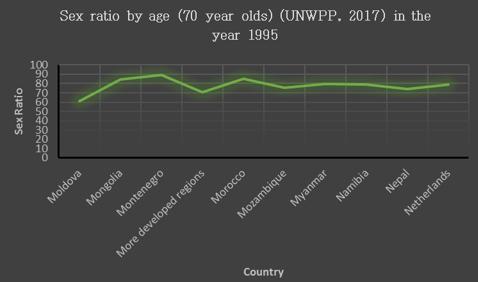 Sex ratio by age (70 year olds) (UNWPP, 2017) in the
year 1995
100
90
80
70
60
50
40
30
20
10
0
Sex Ratio
Moldova
Mongolia
Montenegro
More developed regions
Morocco
Mozambique
Myanmar
Namibia
Nepal
Netherlands
Country